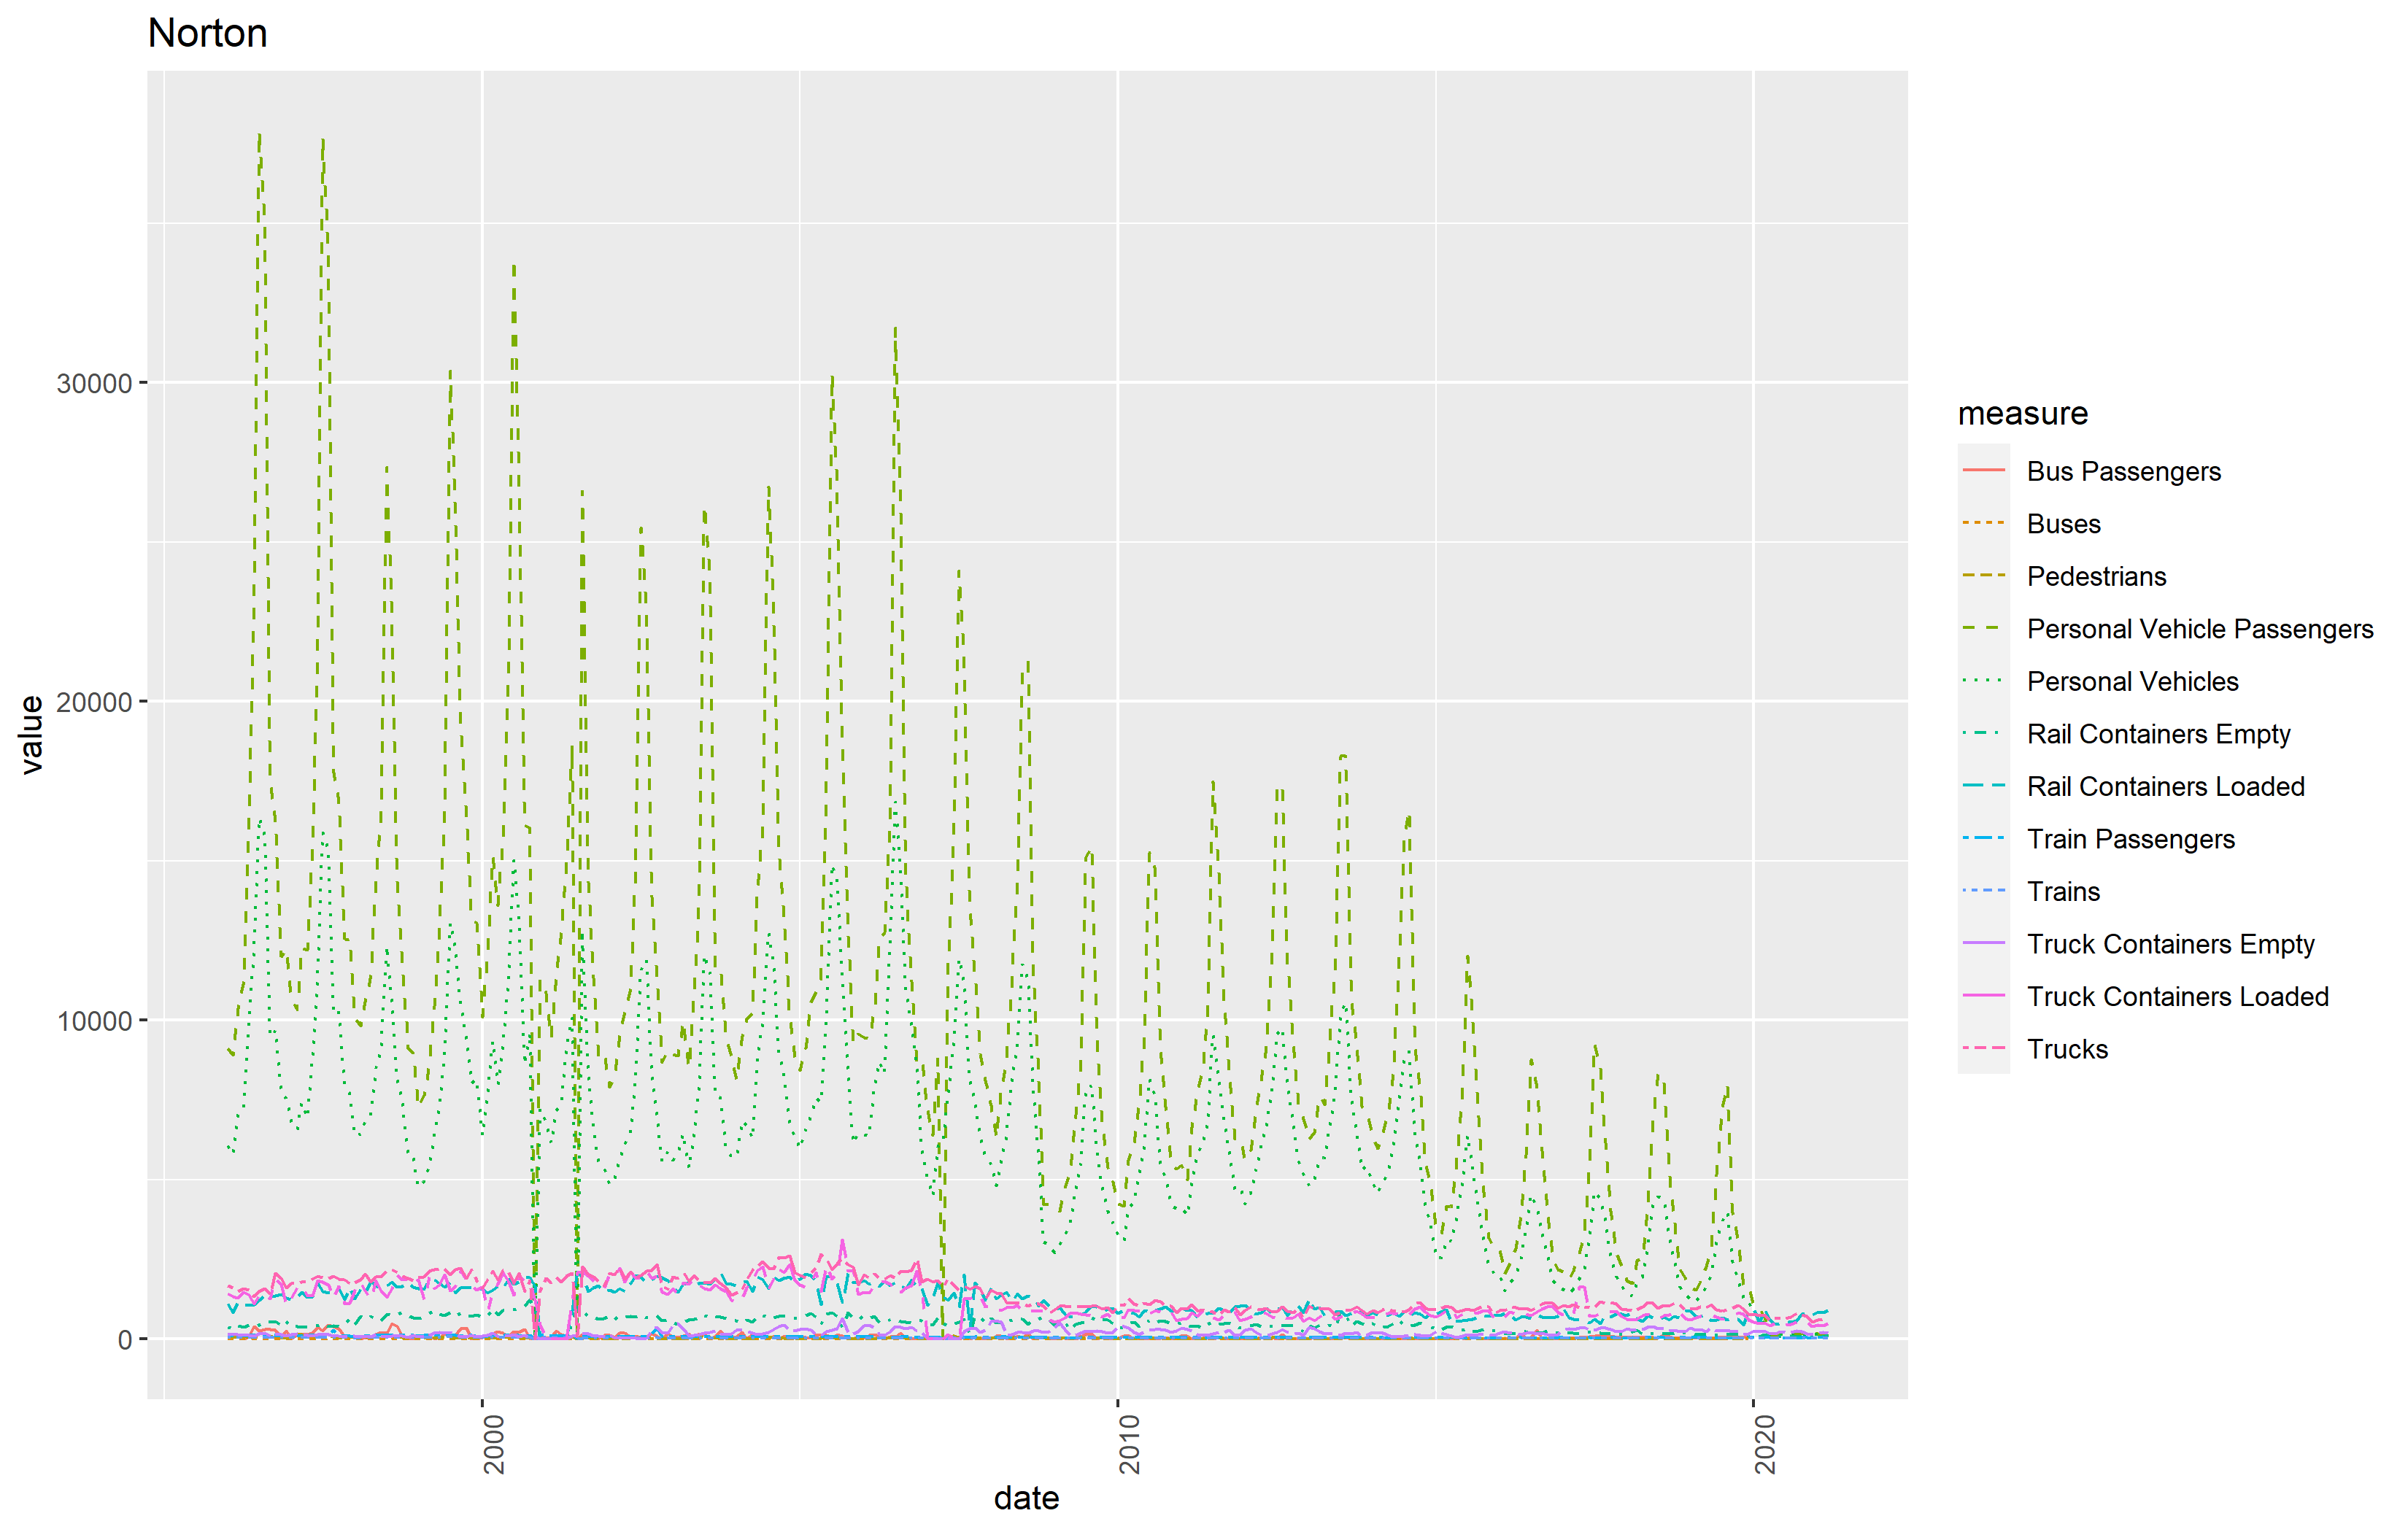 Norton
value
30000
20000
10000
0
2000
2010
2020
date
measure
Bus Passengers
Buses
Pedestrians
Personal Vehicle Passengers
Personal Vehicles
Rail Containers Empty
Rail Containers Loaded
Train Passengers
Trains
Truck Containers Empty
Truck Containers Loaded
Trucks